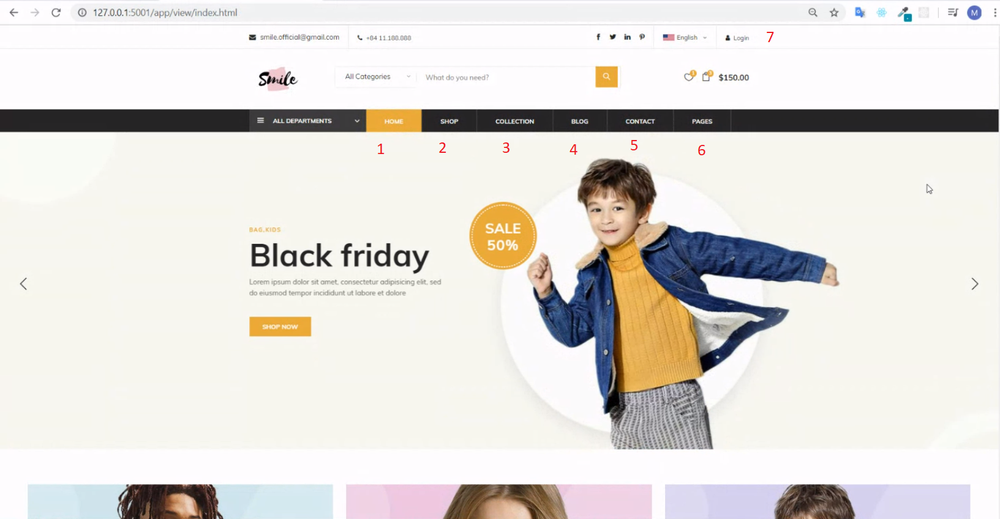 127.0.0.1:5001/app/view/index.html
M
smile.official@gmail.com
+84 11.188.888
English
Login
7
Smile
All Categories
What do you need?
1
3
$150.00
ALL DEPARTMENTS
HOME
SHOP
COLLECTION
BLOG
CONTACT
PAGES
1
2
3
4
5
6
BAG,KIDS
Black friday
Lorem ipsum dolor sit amet, consectetur adipisicing elit, sed
do eiusmod tempor incididunt ut labore et dolore
SHOP NOW
SALE
50%